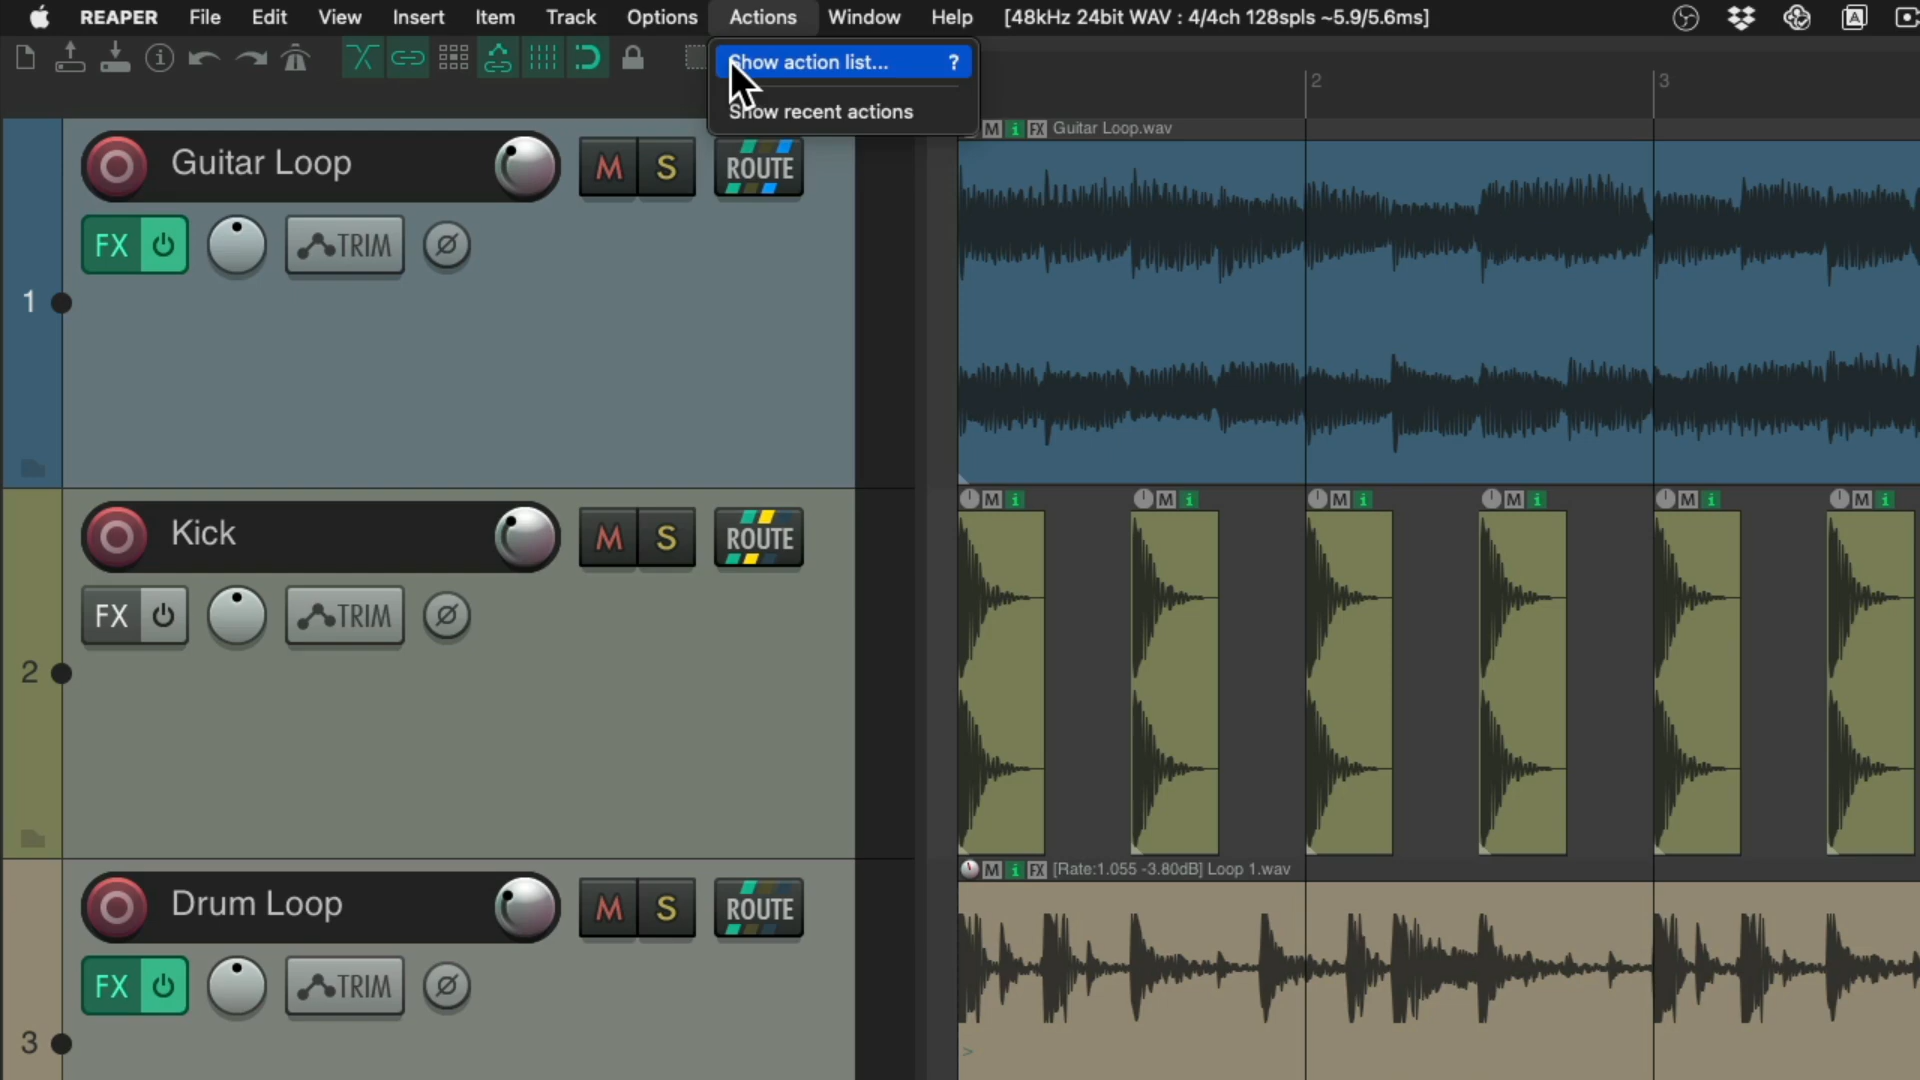 REAPER File Edit View Insert Item Track Options Actions Window Help [48kHz 24bit WAV : 4/4ch 128spls ~5.9/5.6ms]
Show action list... ?
Show recent actions
2 3
M i FX Guitar Loop.wav
Guitar Loop M S ROUTE
FX TRIM
1
M i M i M i M i M i M i
Kick M S ROUTE
FX TRIM
2
M i FX [Rate:1.055 -3.80dB] Loop 1.wav
Drum Loop M S ROUTE
FX TRIM
3